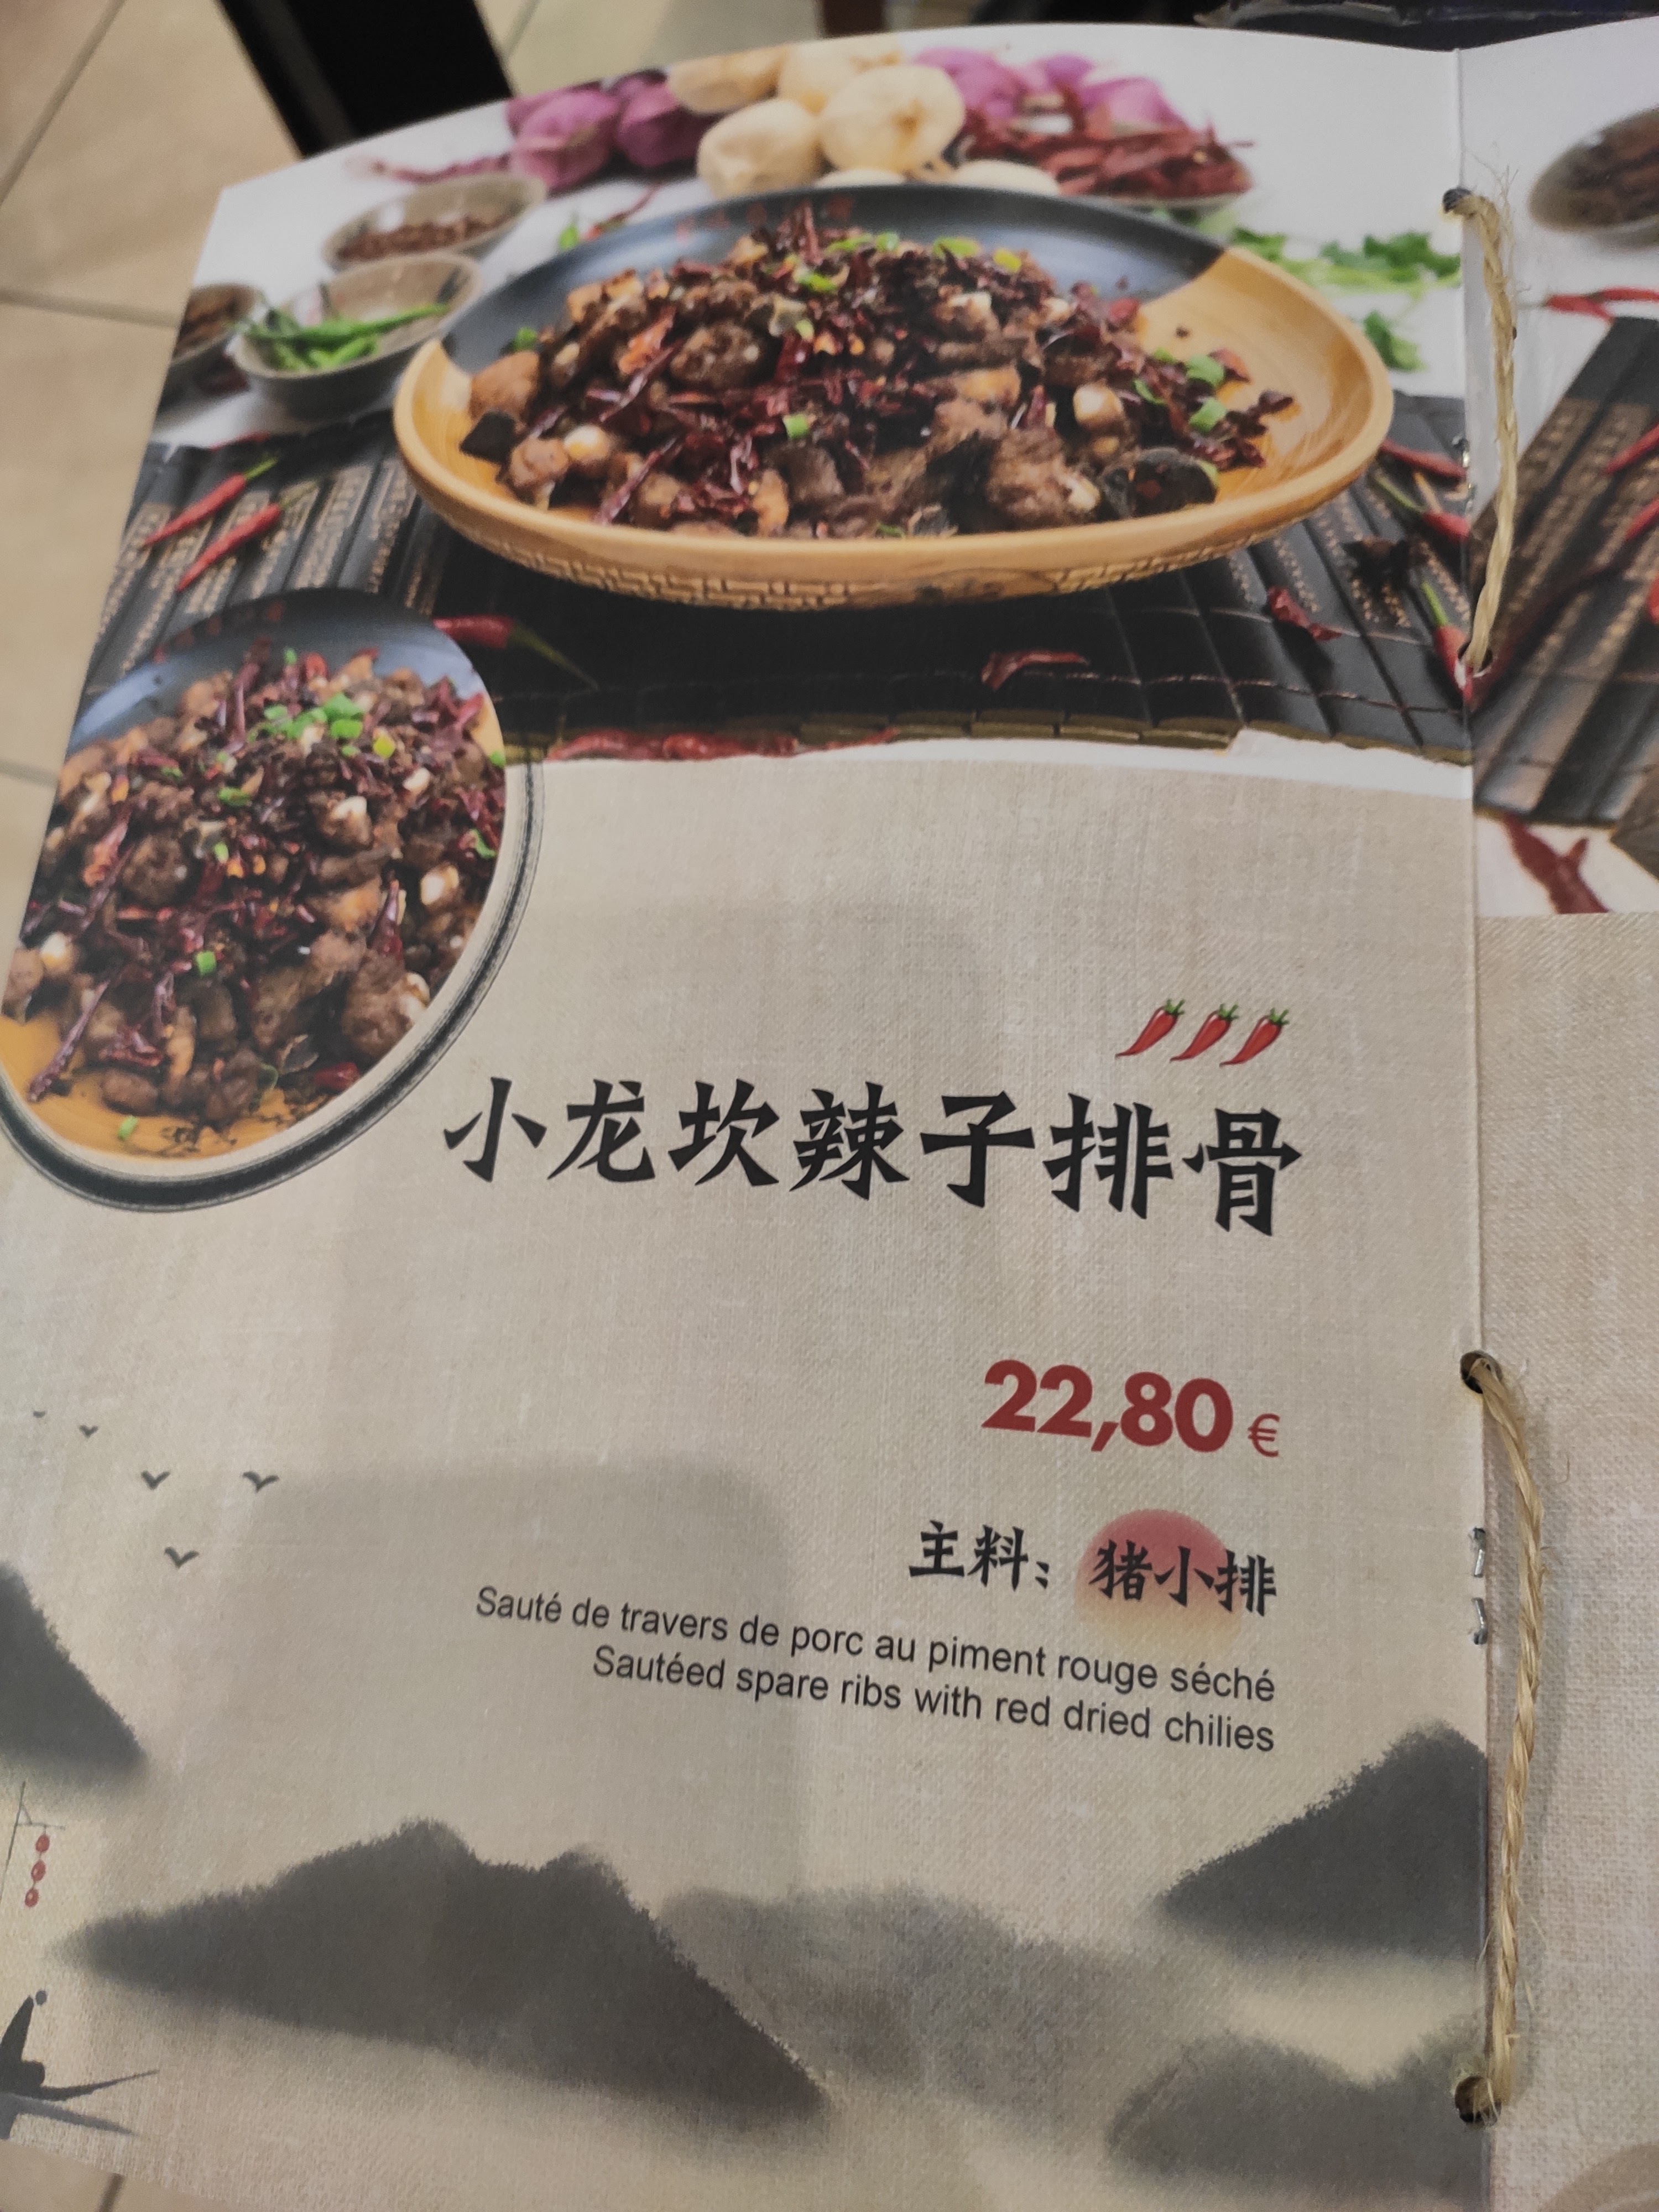 小龙坎辣子排骨
22,80 €
主料：猪小排
Sauté de travers de porc au piment rouge séché
Sautéed spare ribs with red dried chilies